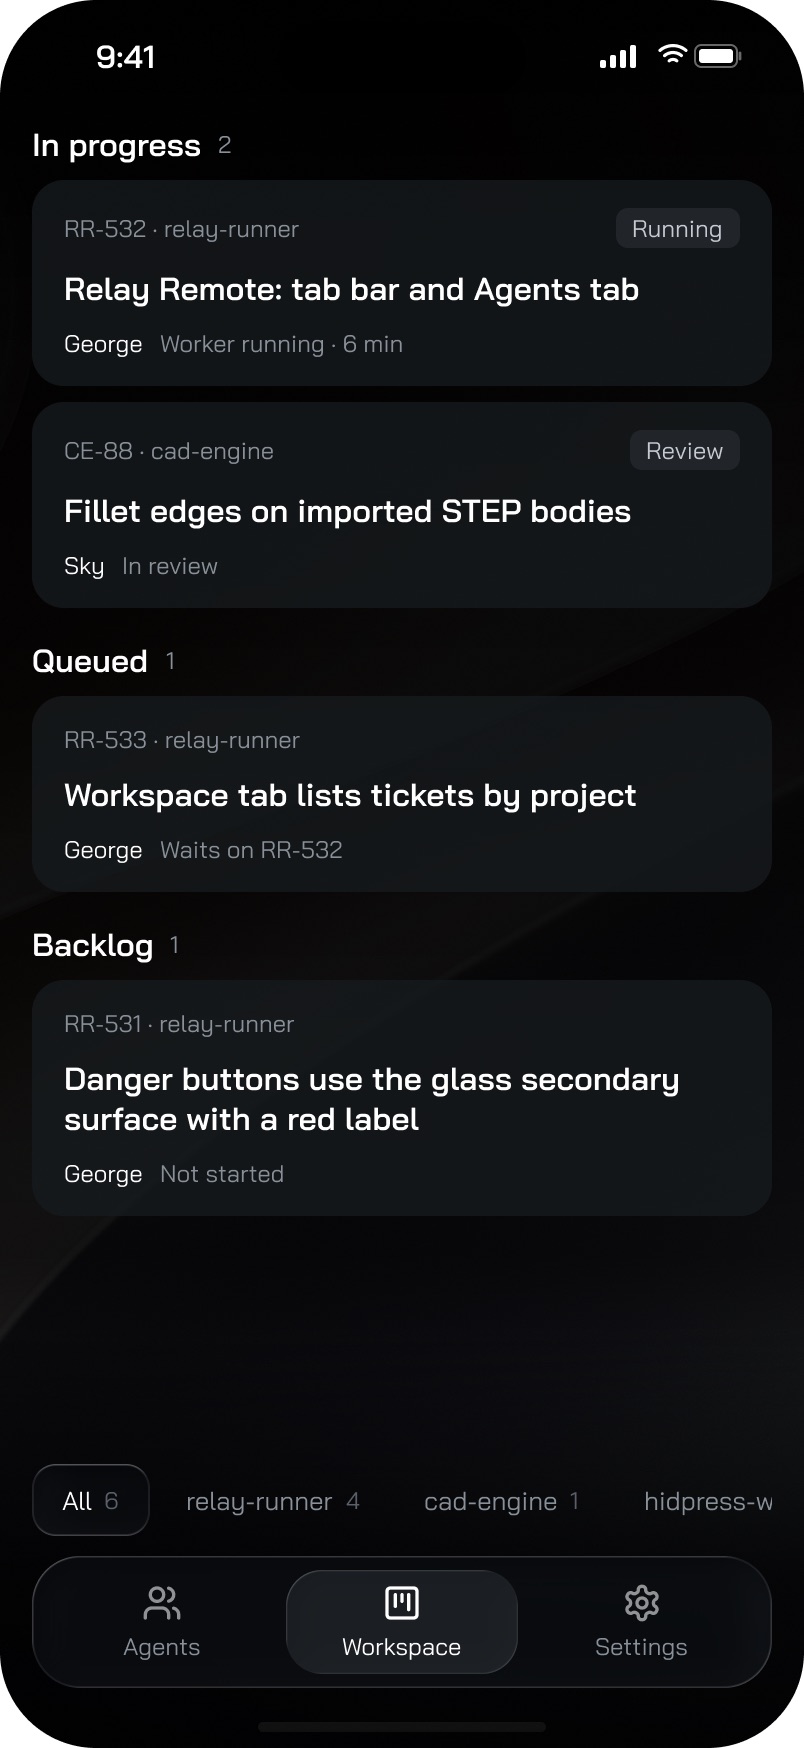 9:41
In progress 2
RR-532 · relay-runner Running
Relay Remote: tab bar and Agents tab
George Worker running · 6 min
CE-88 · cad-engine Review
Fillet edges on imported STEP bodies
Sky In review
Queued 1
RR-533 · relay-runner
Workspace tab lists tickets by project
George Waits on RR-532
Backlog 1
RR-531 · relay-runner
Danger buttons use the glass secondary
surface with a red label
George Not started
All 6 relay-runner 4 cad-engine 1 hidpress-w
Agents Workspace Settings